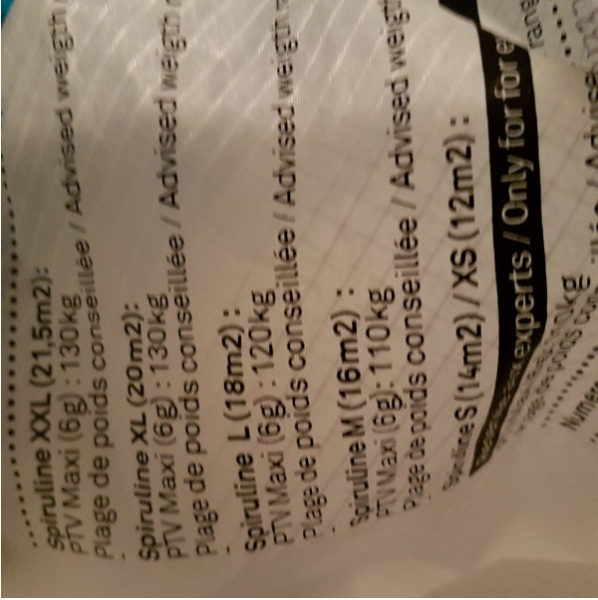 Spiruline XXL (21,5m2):
PTV Maxi (6g) : 130kg
Plage de poids conseillée / Advised weigth
Spiruline XL (20m2):
PTV Maxi (6g) : 130kg
Plage de poids conseillée / Advised weigth
Spiruline L (18m2) :
PTV Maxi (6g) : 120kg
Plage de poids conseillée / Advised weigth
Spiruline M (16m2) :
PTV Maxi (6g) : 110kg
Plage de poids conseillée / Advised weigth
Spiruline S (14m2) / XS (12m2) :
experts / Only for for